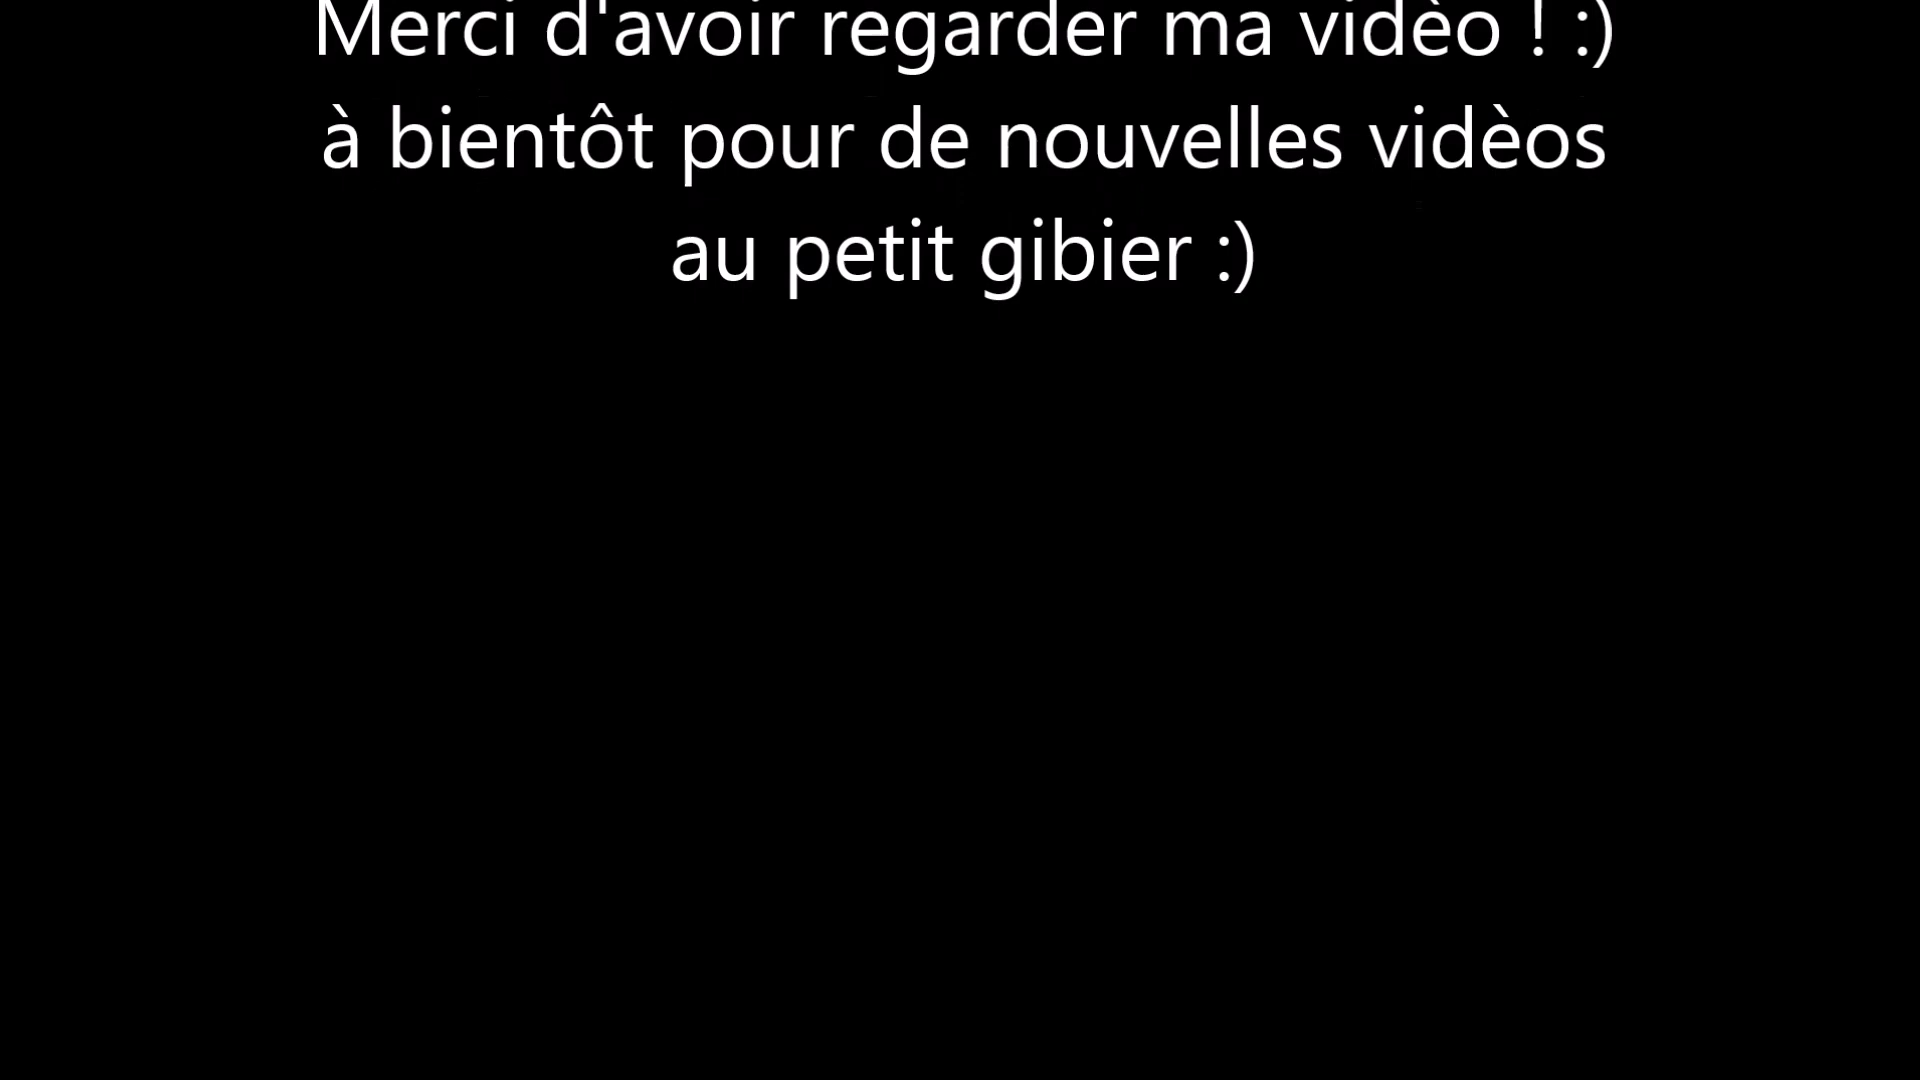 Merci d'avoir regarder ma vidèo ! :)
à bientôt pour de nouvelles vidèos
au petit gibier :)